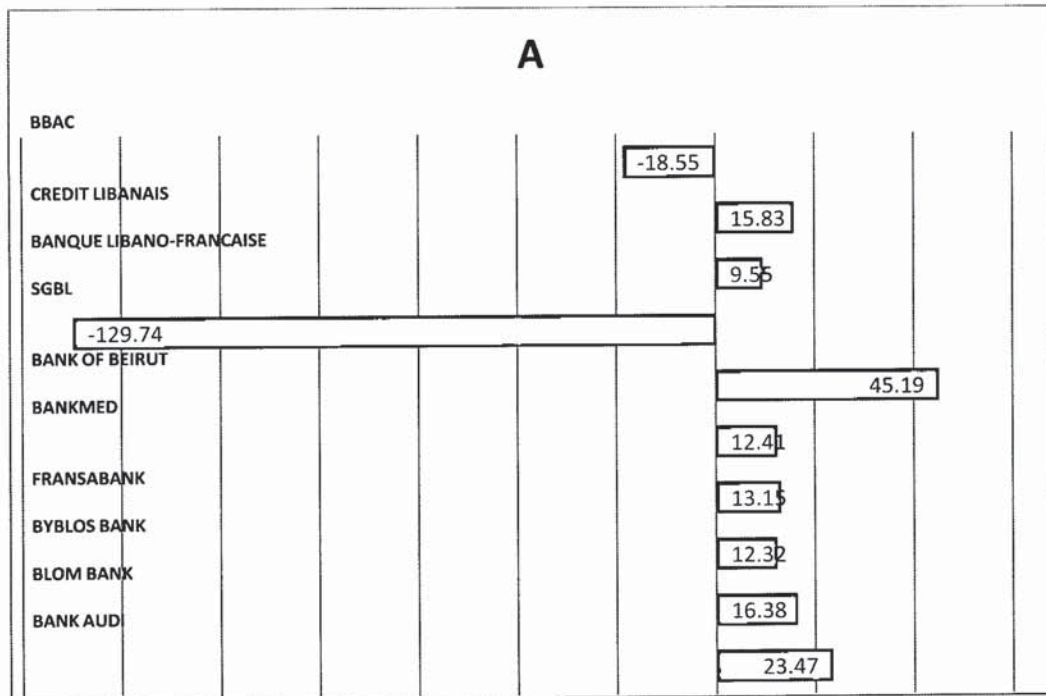 A
BBAC
-18.55
CREDIT LIBANAIS
15.83
BANQUE LIBANO-FRANCAISE
9.55
SGBL
-129.74
BANK OF BEIRUT
45.19
BANKMED
12.41
FRANSABANK
13.15
BYBLOS BANK
12.32
BLOM BANK
16.38
BANK AUDI
23.47